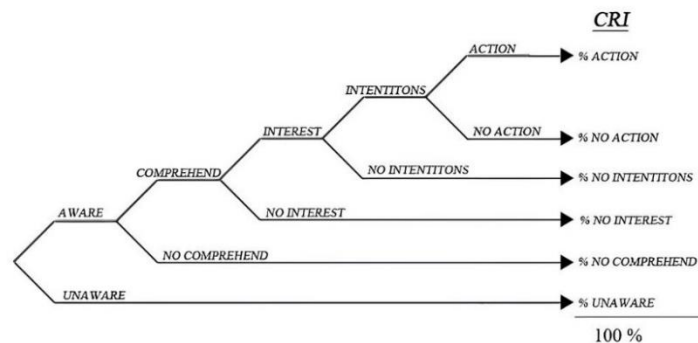 CRI
ACTION
% ACTION
INTENTITONS
INTEREST
NO ACTION
% NO ACTION
COMPREHEND
NO INTENTITONS
% NO INTENTITONS
AWARE
NO INTEREST
% NO INTEREST
NO COMPREHEND
% NO COMPREHEND
UNAWARE
% UNAWARE
100 %